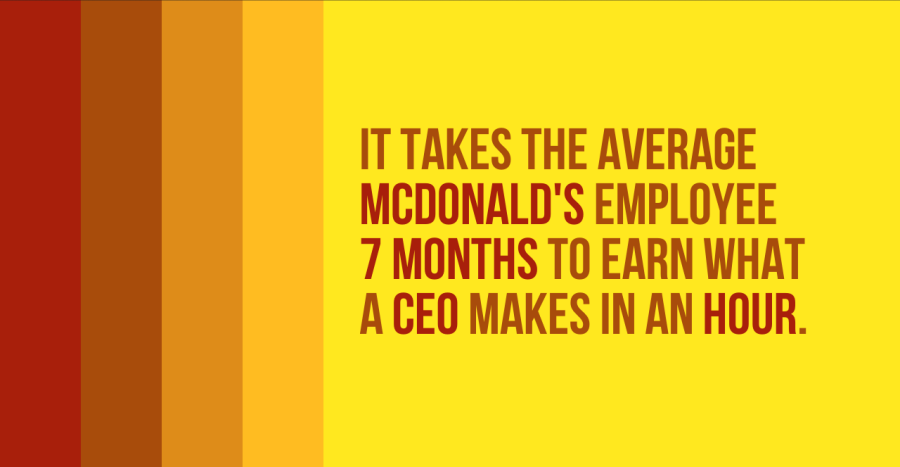 IT TAKES THE AVERAGE
MCDONALD'S EMPLOYEE
7 MONTHS TO EARN WHAT
A CEO MAKES IN AN HOUR.